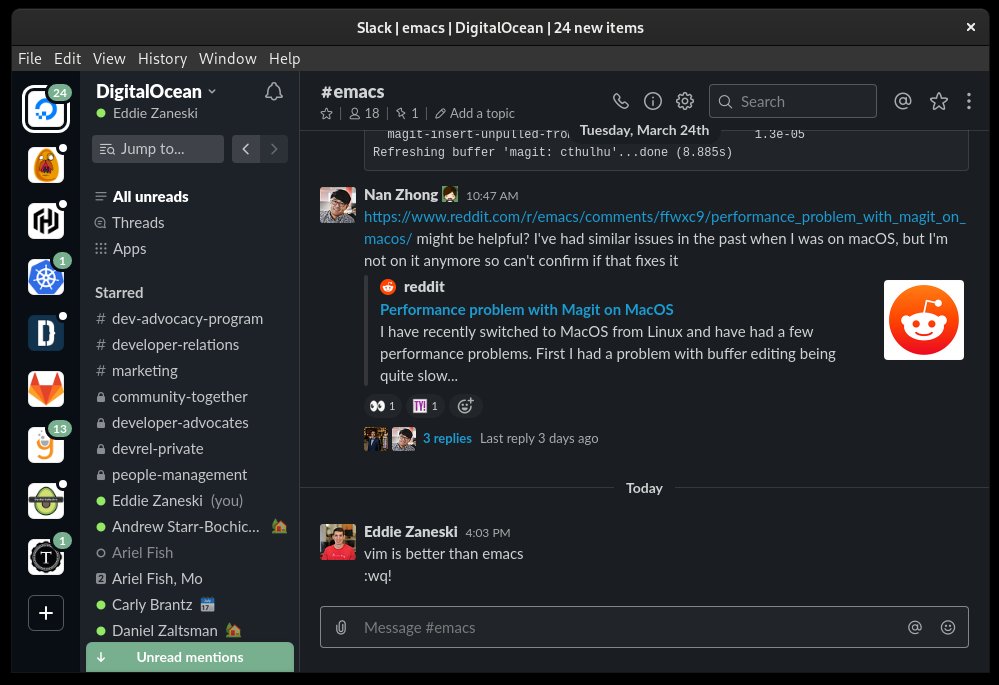 Slack | emacs | DigitalOcean | 24 new items
File Edit View History Window Help
24
1
13
1
DigitalOcean
Eddie Zaneski
Jump to...
All unreads
Threads
Apps
Starred
# dev-advocacy-program
# developer-relations
# marketing
community-together
developer-advocates
devrel-private
people-management
Eddie Zaneski (you)
Andrew Starr-Bochic...
Ariel Fish
2 Ariel Fish, Mo
Carly Brantz 17
Daniel Zaltsman
Unread mentions
#emacs
18 | 1 | Add a topic
Search
Tuesday, March 24th
magit-insert-unpulled-fro 1.3e-05
Refreshing buffer 'magit: cthulhu'...done (8.885s)
Nan Zhong 10:47 AM
https://www.reddit.com/r/emacs/comments/ffwxc9/performance_problem_with_magit_on_
macos/ might be helpful? I've had similar issues in the past when I was on macOS, but I'm
not on it anymore so can't confirm if that fixes it
reddit
Performance problem with Magit on MacOS
I have recently switched to MacOS from Linux and have had a few
performance problems. First I had a problem with buffer editing being
quite slow...
1 TY! 1
3 replies Last reply 3 days ago
Today
Eddie Zaneski 4:03 PM
vim is better than emacs
:wq!
Message #emacs